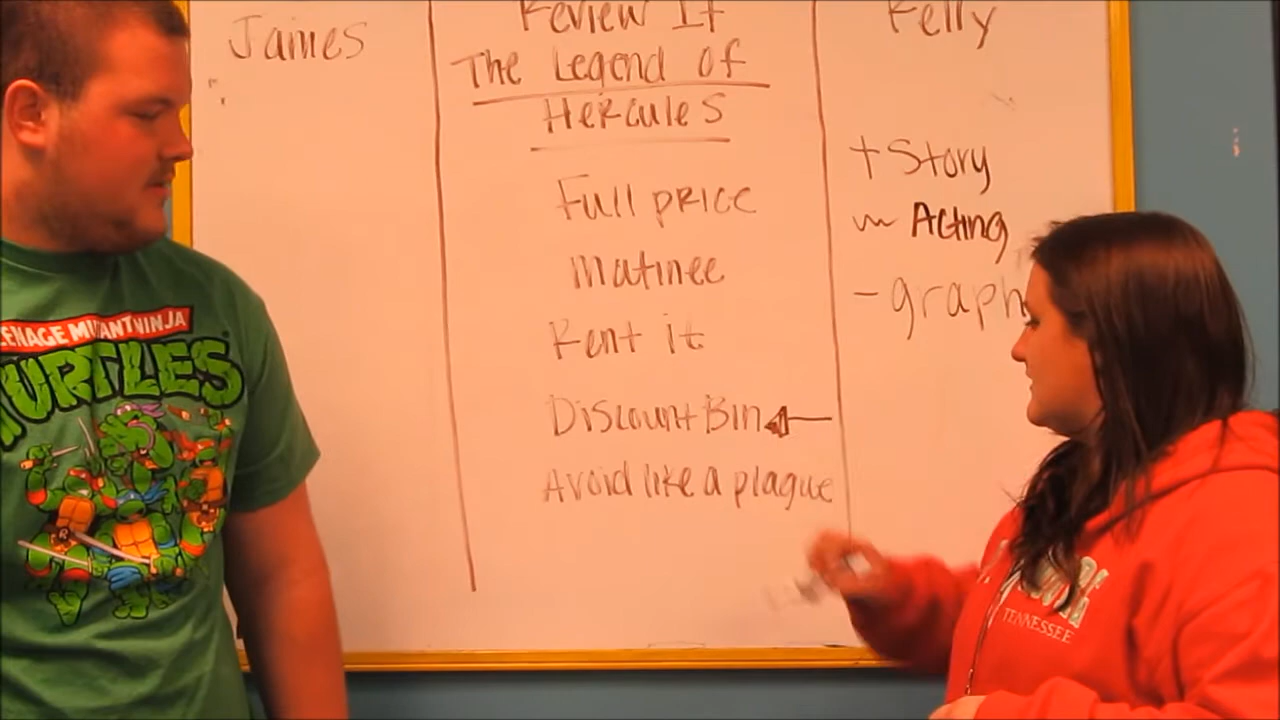 James
Review It
The Legend of
Hercules
Full price
Matinee
Rent it
Discount Bin
Avoid like a plague
Kelly
+ Story
~ Acting
- graph
TEENAGE MUTANT NINJA
TURTLES
TENNESSEE